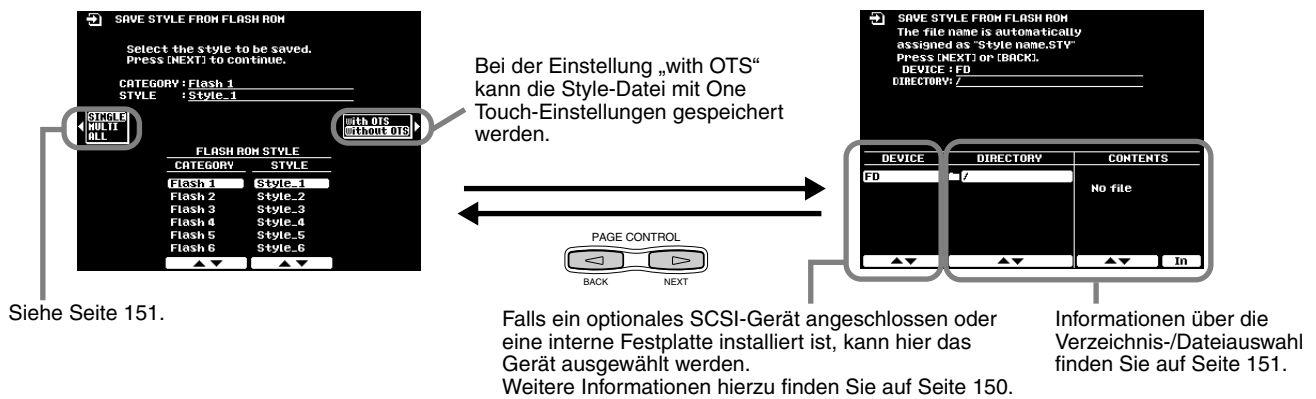 SAVE STYLE FROM FLASH ROM
Select the style to be saved.
Press [NEXT] to continue.
CATEGORY : Flash 1
STYLE : Style_1
SINGLE
MULTI
ALL
with OTS
without OTS
FLASH ROM STYLE
CATEGORY STYLE
Flash 1 Style_1
Flash 2 Style_2
Flash 3 Style_3
Flash 4 Style_4
Flash 5 Style_5
Flash 6 Style_6
Siehe Seite 151.
Bei der Einstellung „with OTS“
kann die Style-Datei mit One
Touch-Einstellungen gespeichert
werden.
PAGE CONTROL
BACK NEXT
SAVE STYLE FROM FLASH ROM
The file name is automatically
assigned as "Style name.STY"
Press [NEXT] or [BACK].
DEVICE : FD
DIRECTORY: /
DEVICE DIRECTORY CONTENTS
FD / No file
In
Falls ein optionales SCSI-Gerät angeschlossen oder
eine interne Festplatte installiert ist, kann hier das
Gerät ausgewählt werden.
Weitere Informationen hierzu finden Sie auf Seite 150.
Informationen über die
Verzeichnis-/Dateiauswahl
finden Sie auf Seite 151.